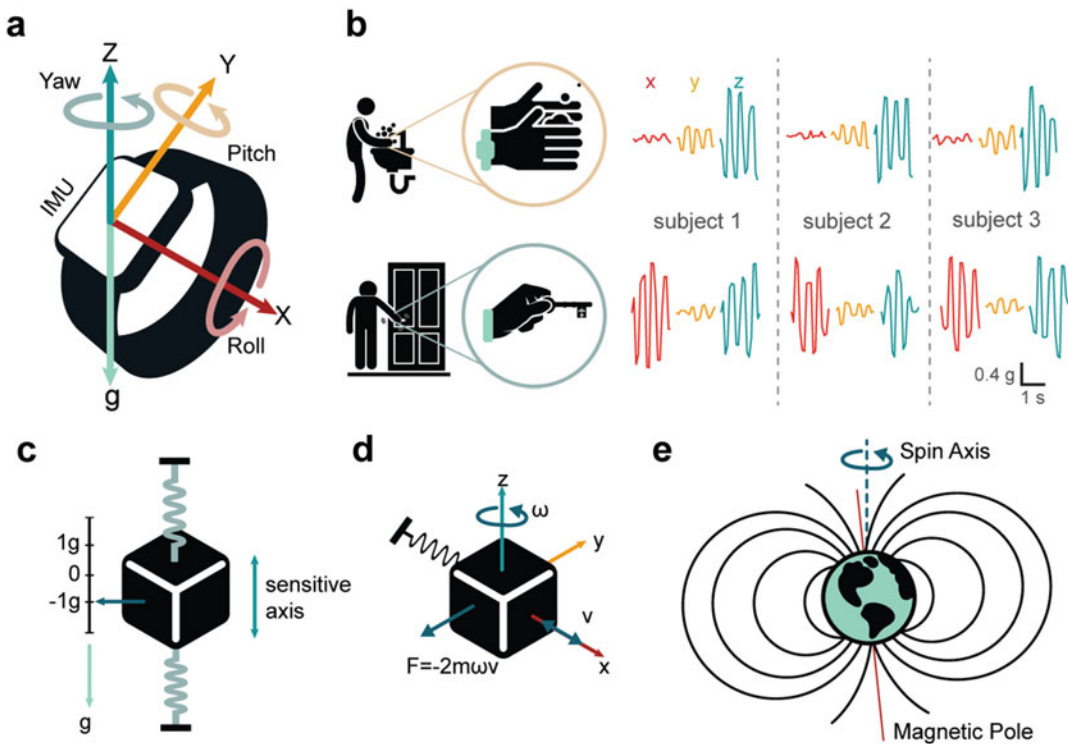 a
Z
Yaw
Y
Pitch
IMU
X
Roll
g
b
x y z
subject 1 subject 2 subject 3
0.4 g
1 s
c
1g
0
-1g
sensitive
axis
g
d
z
ω
y
v
x
F=-2mωv
e
Spin Axis
Magnetic Pole